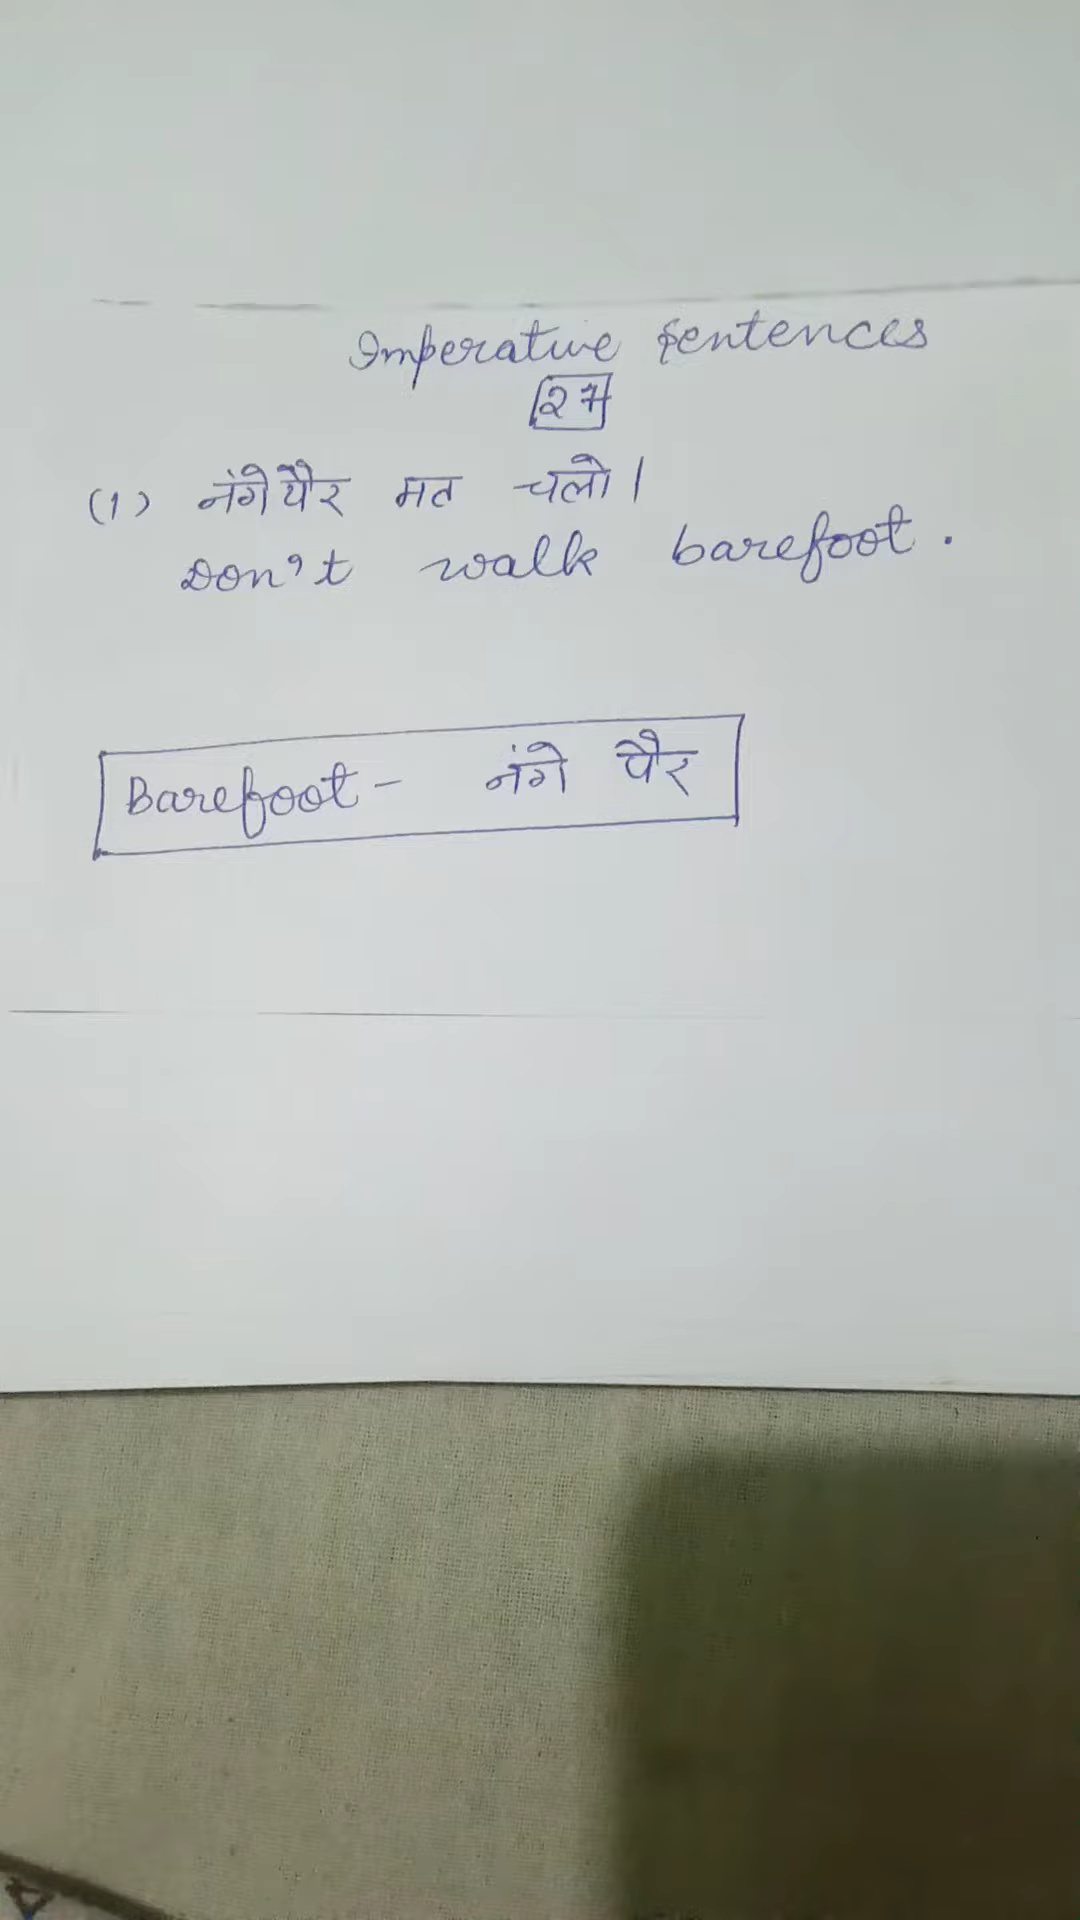 Imperative sentences
27
(1) नंगे पैर मत चलो।
Don't walk barefoot.
Barefoot - नंगे पैर